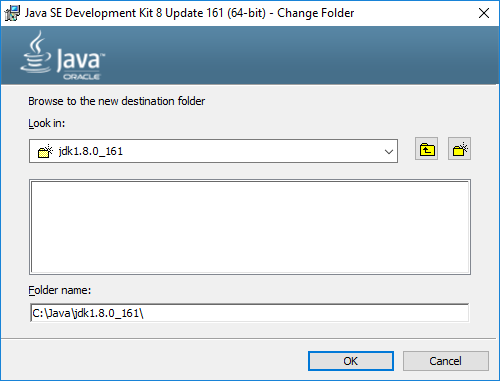 Java SE Development Kit 8 Update 161 (64-bit) - Change Folder
Java
ORACLE
Browse to the new destination folder
Look in:
jdk1.8.0_161
Folder name:
C:\Java\jdk1.8.0_161\
OK Cancel